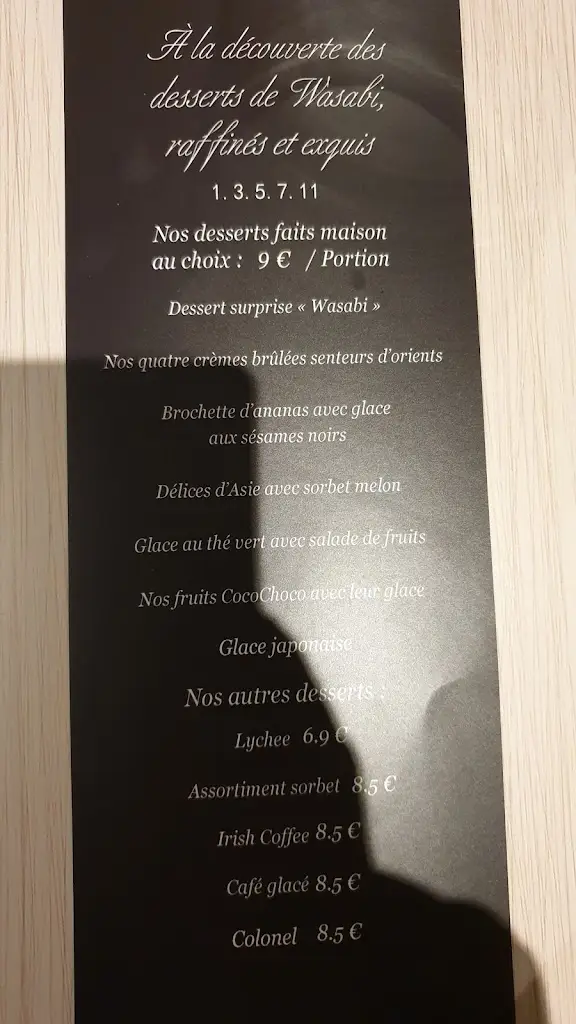 À la découverte des
desserts de Wasabi,
raffinés et exquis
1. 3. 5. 7. 11
Nos desserts faits maison
au choix : 9 € / Portion
Dessert surprise « Wasabi »
Nos quatre crèmes brûlées senteurs d'orients
Brochette d'ananas avec glace
aux sésames noirs
Délices d'Asie avec sorbet melon
Glace au thé vert avec salade de fruits
Nos fruits CocoChoco avec leur glace
Glace japonaise
Nos autres desserts :
Lychee 6.9 €
Assortiment sorbet 8.5 €
Irish Coffee 8.5 €
Café glacé 8.5 €
Colonel 8.5 €